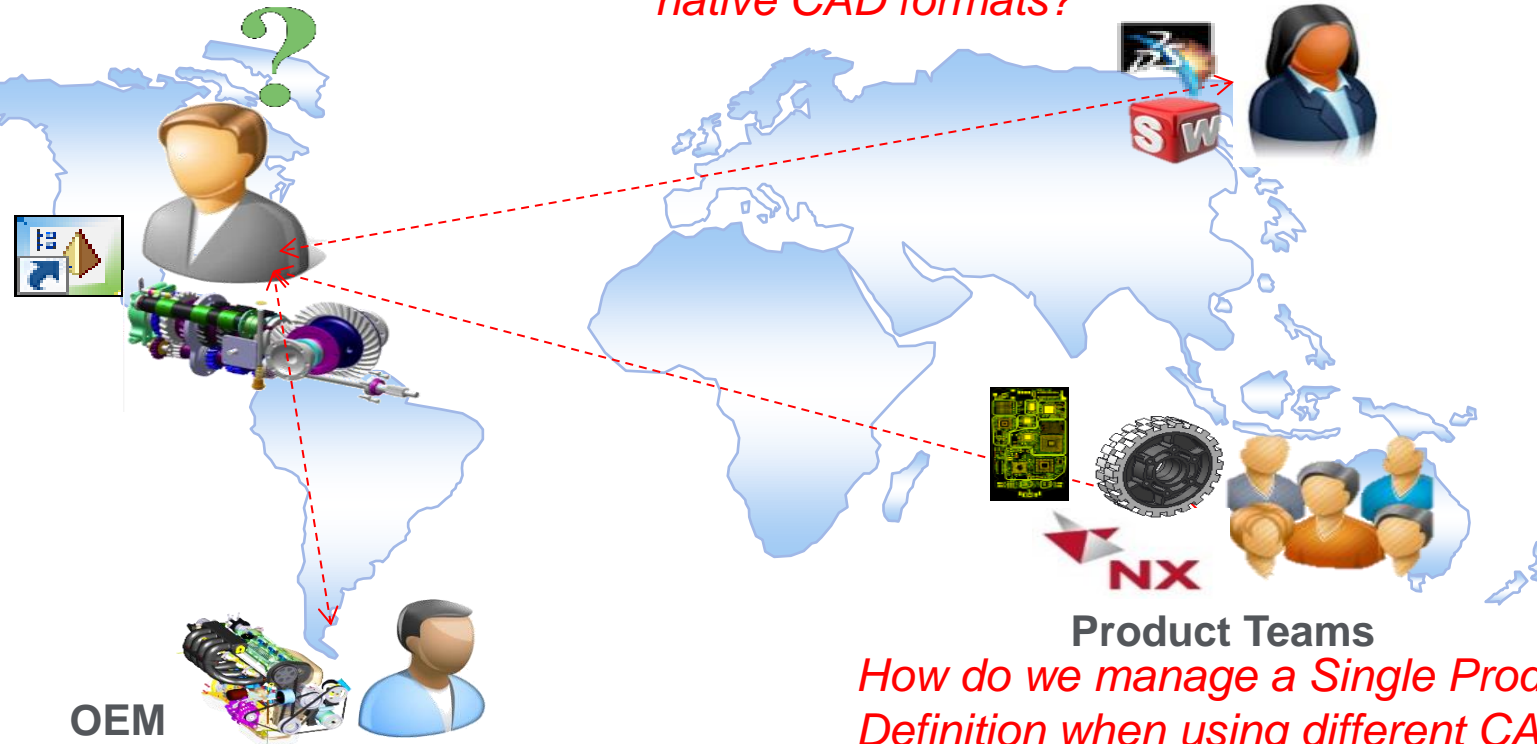 native CAD formats?
SW
NX
Product Teams
How do we manage a Single Prod
Definition when using different CA
OEM